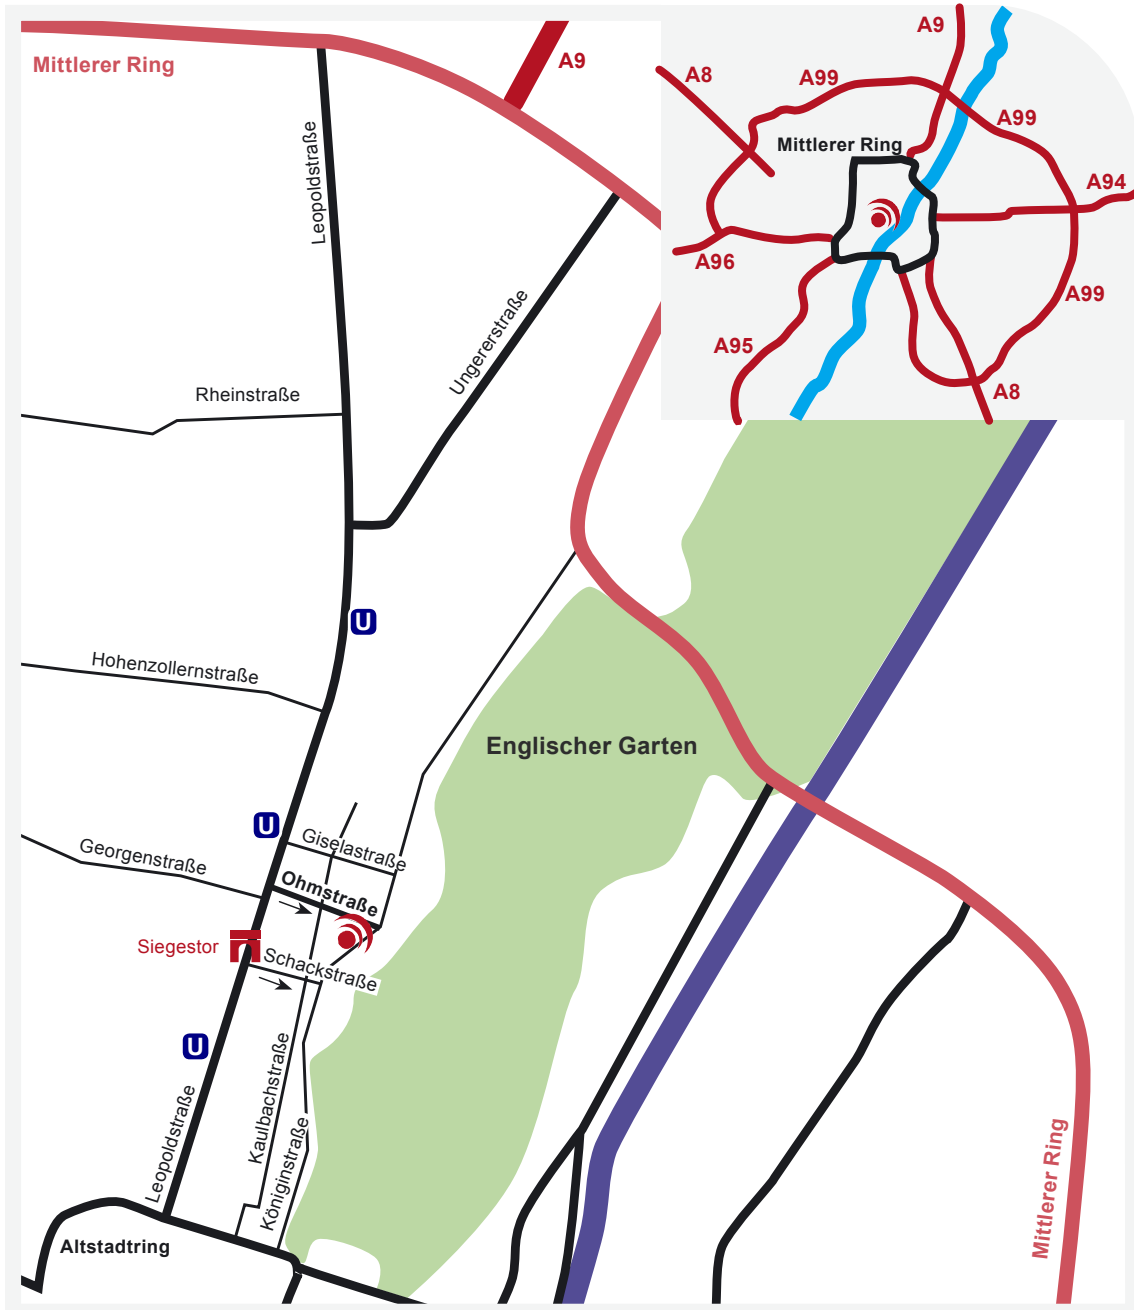 Mittlerer Ring
A9
A9
A8
A99
A99
Mittlerer Ring
A94
A96
A99
A95
A8
Leopoldstraße
Ungererstraße
Rheinstraße
U
Hohenzollernstraße
Englischer Garten
U
Giselastraße
Georgenstraße
Ohmstraße
Siegestor
Schackstraße
U
Kaulbachstraße
Leopoldstraße
Königinstraße
Mittlerer Ring
Altstadtring